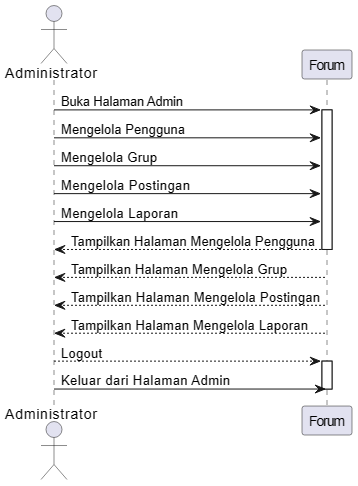 Administrator
Forum
Buka Halaman Admin
Mengelola Pengguna
Mengelola Grup
Mengelola Postingan
Mengelola Laporan
Tampilkan Halaman Mengelola Pengguna
Tampilkan Halaman Mengelola Grup
Tampilkan Halaman Mengelola Postingan
Tampilkan Halaman Mengelola Laporan
Logout
Keluar dari Halaman Admin
Administrator
Forum